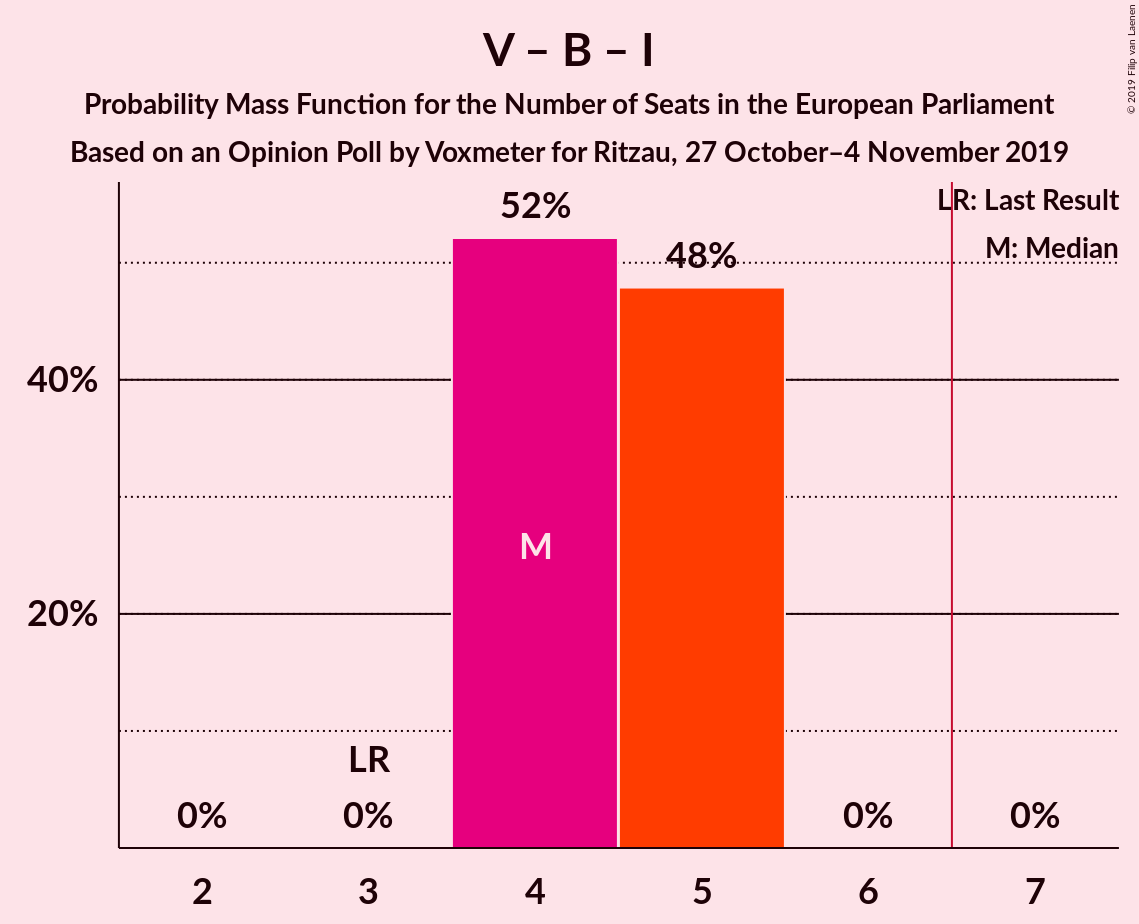 V – B – I
Probability Mass Function for the Number of Seats in the European Parliament
Based on an Opinion Poll by Voxmeter for Ritzau, 27 October–4 November 2019
© 2019 Filip van Laenen
LR: Last Result
M: Median
52%
48%
40%
20%
M
LR
0%
0%
0%
0%
2
3
4
5
6
7